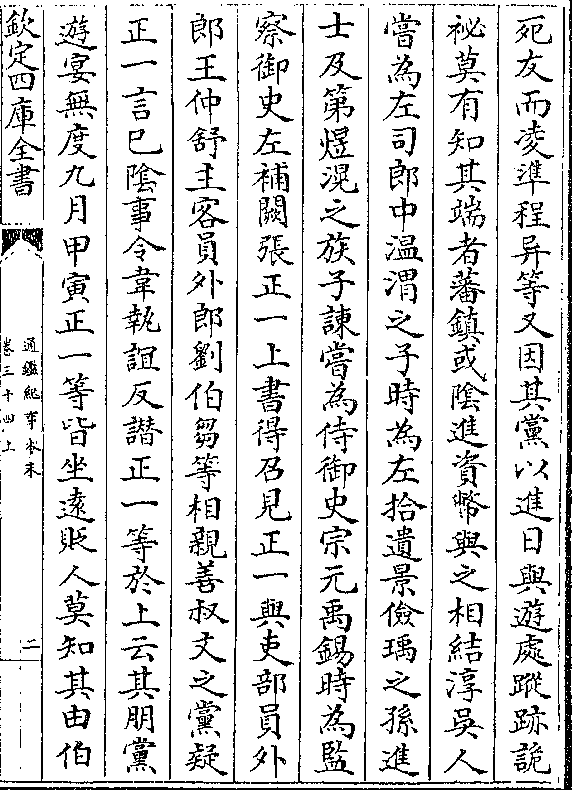 死友而凌準程异等又因其黨以進日與遊處蹤跡詭
祕莫有知其端者藩鎮或陰進資幣與之相結淳吳人
嘗為左司郎中温渭之子時為左拾遺景儉瑀之孫進
士及第煜滉之族子諫嘗為侍御史宗元禹錫時為監
察御史左補闕張正一上書得召見正一與吏部員外
郎王仲舒主客員外郎劉伯芻等相親善叔文之黨疑
正一言已陰事令韋執誼反譖正一等於上云其朋黨
遊宴無度九月甲寅正一等皆坐遠貶人莫知其由伯
欽定四庫全書
通鑑紀事本末
卷三十四上
二